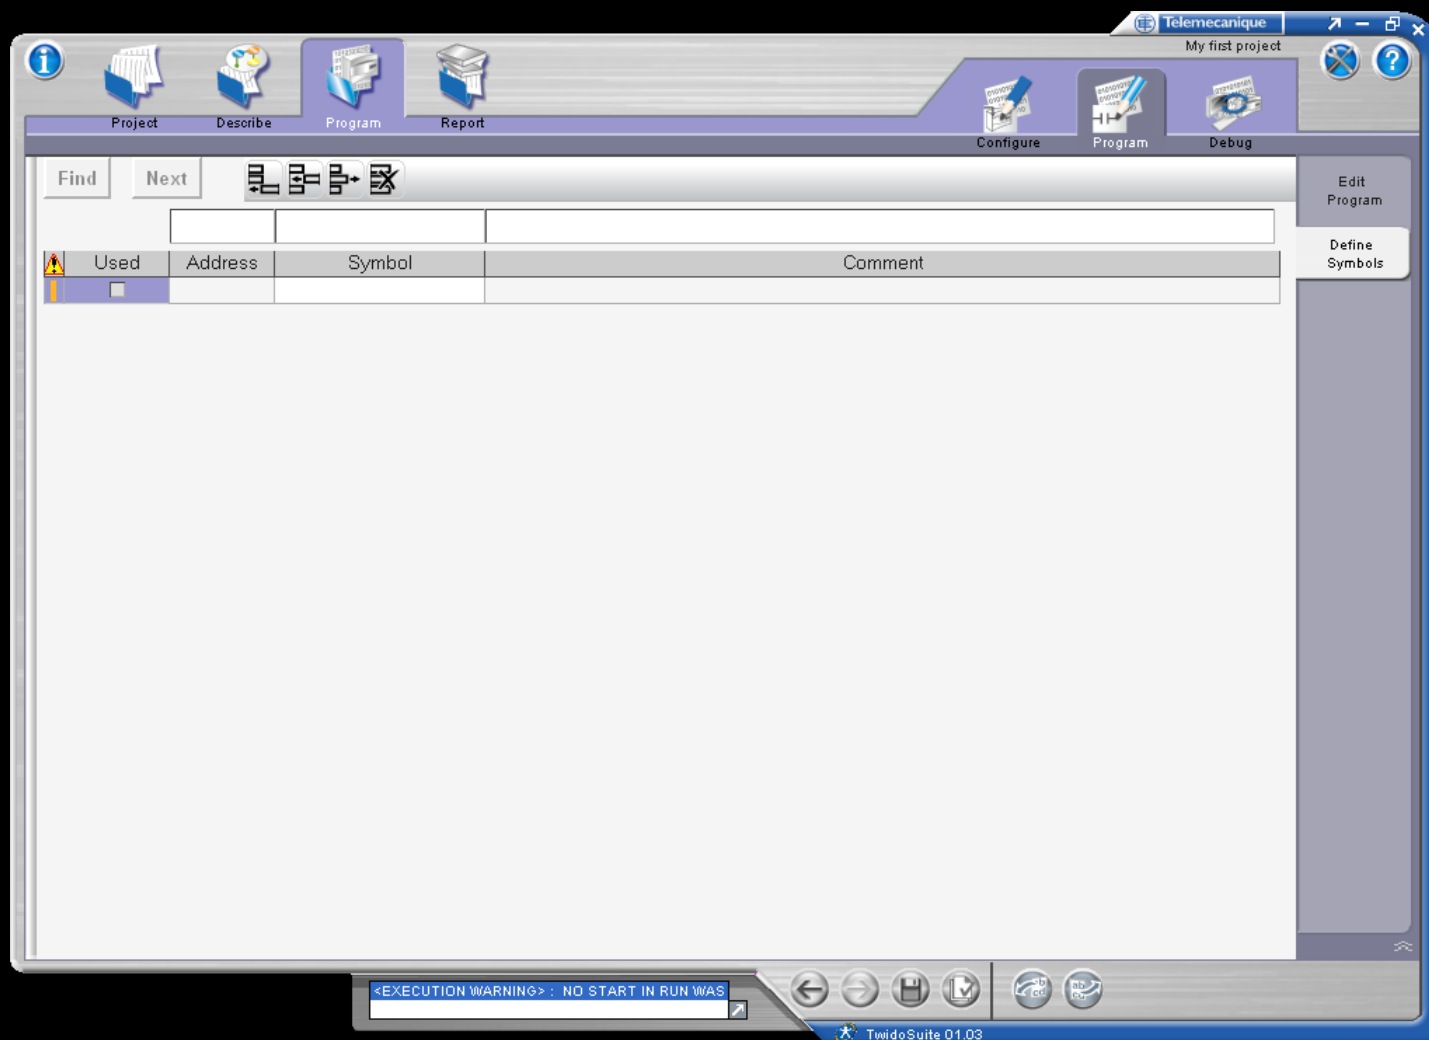 Telemecanique
My first project
Project
Describe
Program
Report
Configure
Program
Debug
Find
Next
Edit
Program
Define
Symbols
Used
Address
Symbol
Comment
<EXECUTION WARNING> : NO START IN RUN WAS
TwidoSuite 01.03